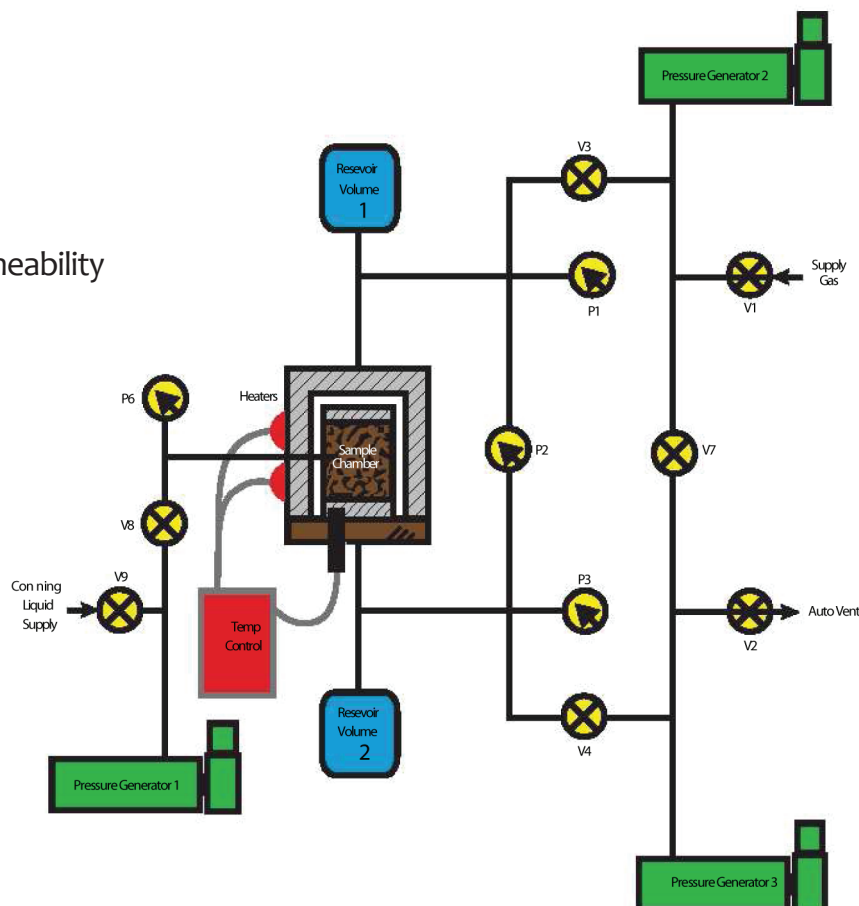 Pressure Generator 2
V3
Resevoir
Volume
1
neability
Supply
Gas
P1
V1
P6
Heaters
Sample
Chamber
P2
V7
V8
V9
Con ning
Liquid
Supply
P3
Temp
Control
Auto Vent
V2
Resevoir
Volume
2
V4
Pressure Generator 1
Pressure Generator 3